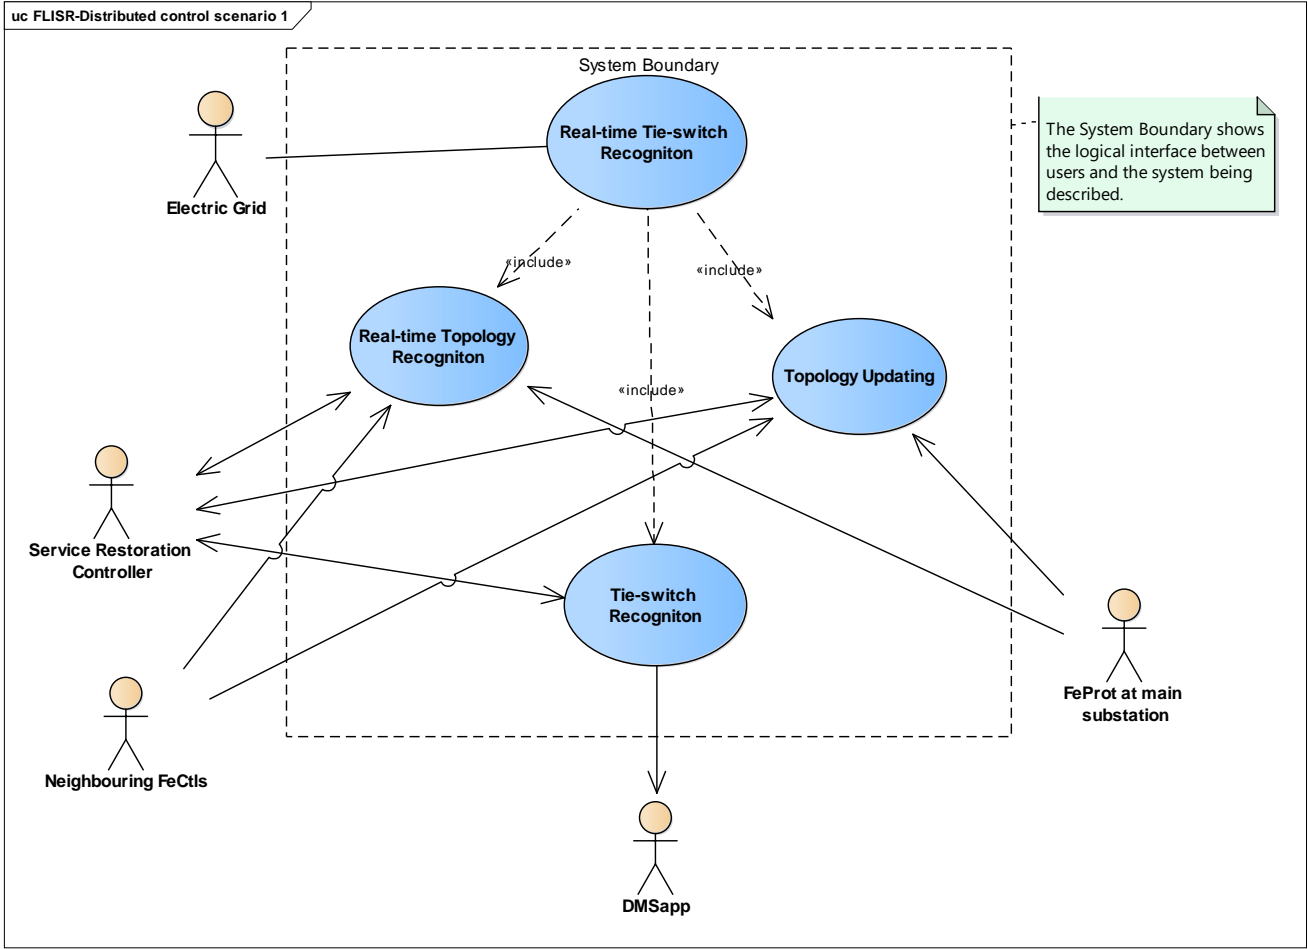 uc FLISR-Distributed control scenario 1
System Boundary
Real-time Tie-switch
Recogniton
The System Boundary shows
the logical interface between
users and the system being
described.
Electric Grid
«include»
«include»
Real-time Topology
Recogniton
Topology Updating
«include»
Service Restoration
Controller
Tie-switch
Recogniton
FeProt at main
substation
Neighbouring FeCtls
DMSapp